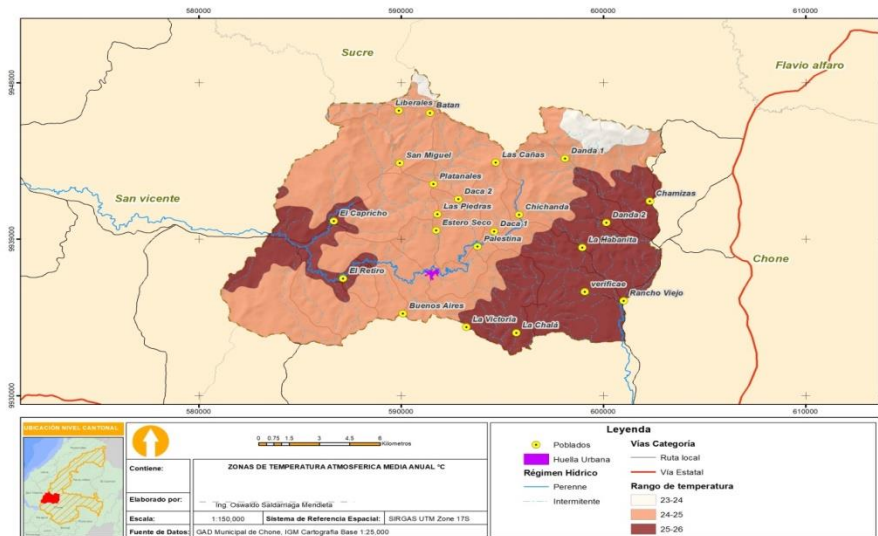 580000 590000 600000 610000
Sucre
Flavio alfaro
San vicente
Chone
9948000
9939000
9930000
9948000
9939000
9930000
Liberales
Batan
San Miguel
Las Cañas
Danda 1
Platanales
Daca 2
Chamizas
Las Piedras
Chichanda
El Capricho
Danda 2
Estero Seco
Daca 1
Palestina
La Habanita
El Retiro
verificae
Rancho Viejo
Buenos Aires
La Victoria
La Chalá
580000 590000 600000 610000
UBICACIÓN NIVEL CANTONAL
0 0.75 1.5 3 4.5 6
Kilometros
Contiene:
ZONAS DE TEMPERATURA ATMOSFERICA MEDIA ANUAL °C
Elaborado por:
Ing. Oswaldo Saldarriaga Mendieta
Escala:
1:150,000
Sistema de Referencia Espacial:
SIRGAS UTM Zone 17S
Fuente de Datos:
GAD Municipal de Chone, IGM Cartografia Base 1:25,000
Leyenda
Poblados
Huella Urbana
Régimen Hídrico
Perenne
Intermitente
Vías Categoría
Ruta local
Vía Estatal
Rango de temperatura
23-24
24-25
25-26